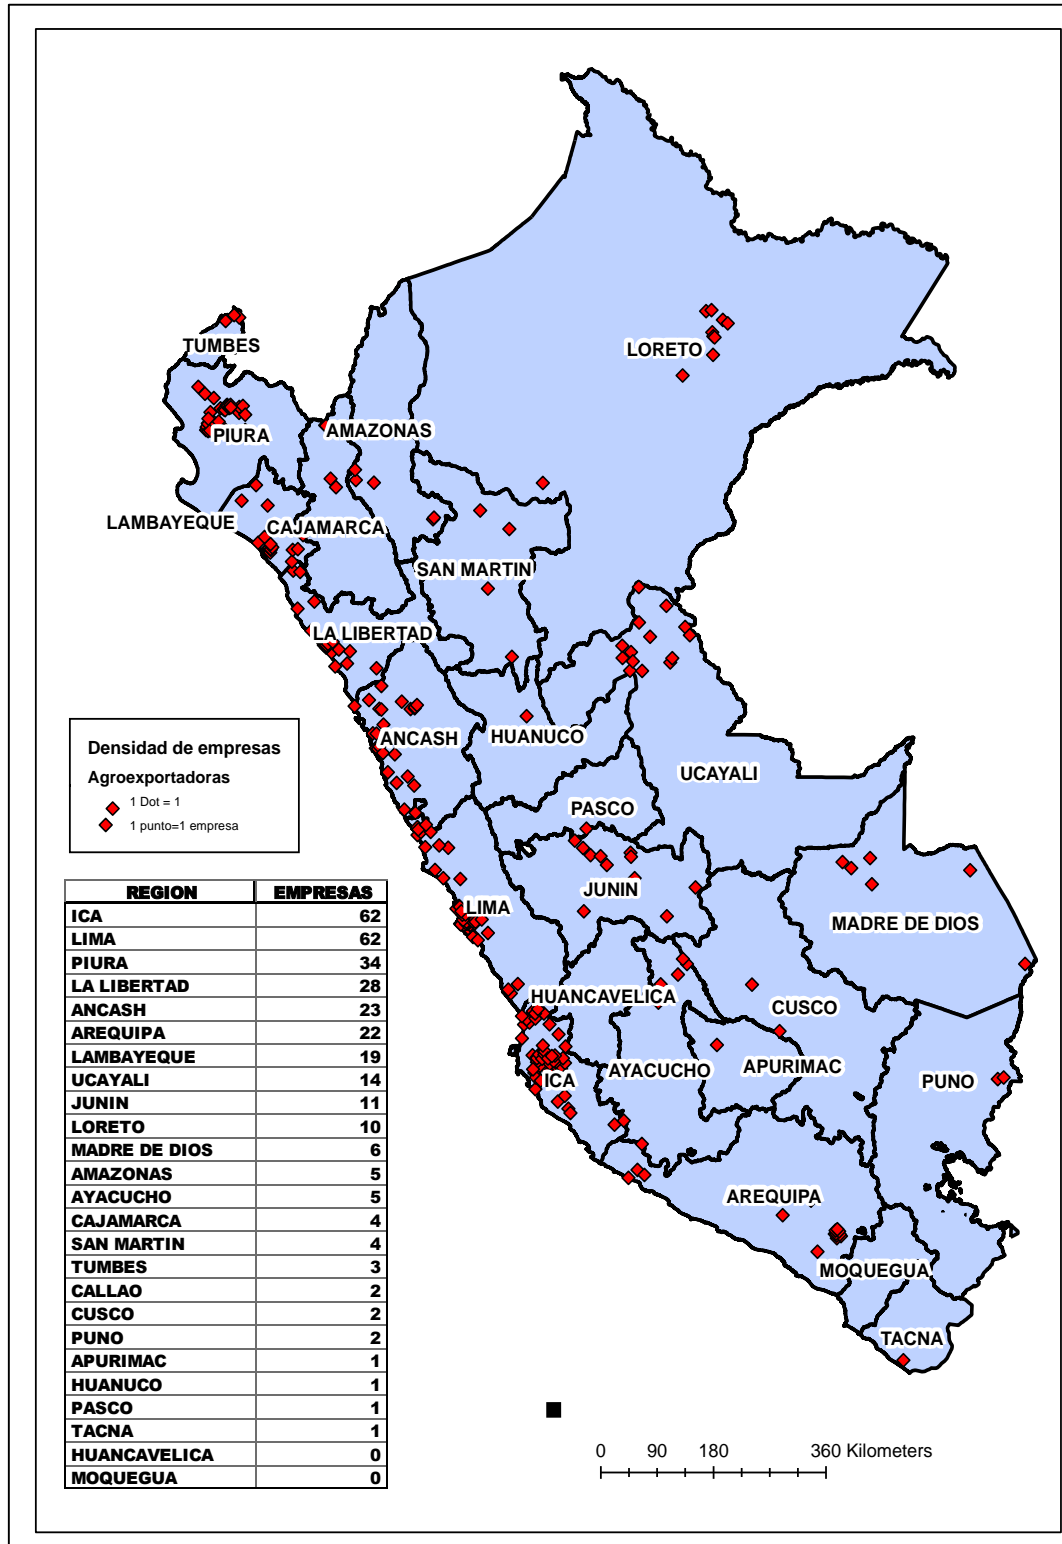 TUMBES
LORETO
PIURA
AMAZONAS
LAMBAYEQUE
CAJAMARCA
SAN MARTIN
LA LIBERTAD
ANCASH
HUANUCO
UCAYALI
PASCO
JUNIN
LIMA
MADRE DE DIOS
HUANCAVELICA
CUSCO
AYACUCHO
APURIMAC
ICA
PUNO
AREQUIPA
MOQUEGUA
TACNA
Densidad de empresas
Agroexportadoras
1 Dot = 1
1 punto=1 empresa
REGION EMPRESAS
ICA 62
LIMA 62
PIURA 34
LA LIBERTAD 28
ANCASH 23
AREQUIPA 22
LAMBAYEQUE 19
UCAYALI 14
JUNIN 11
LORETO 10
MADRE DE DIOS 6
AMAZONAS 5
AYACUCHO 5
CAJAMARCA 4
SAN MARTIN 4
TUMBES 3
CALLAO 2
CUSCO 2
PUNO 2
APURIMAC 1
HUANUCO 1
PASCO 1
TACNA 1
HUANCAVELICA 0
MOQUEGUA 0
0 90 180 360 Kilometers